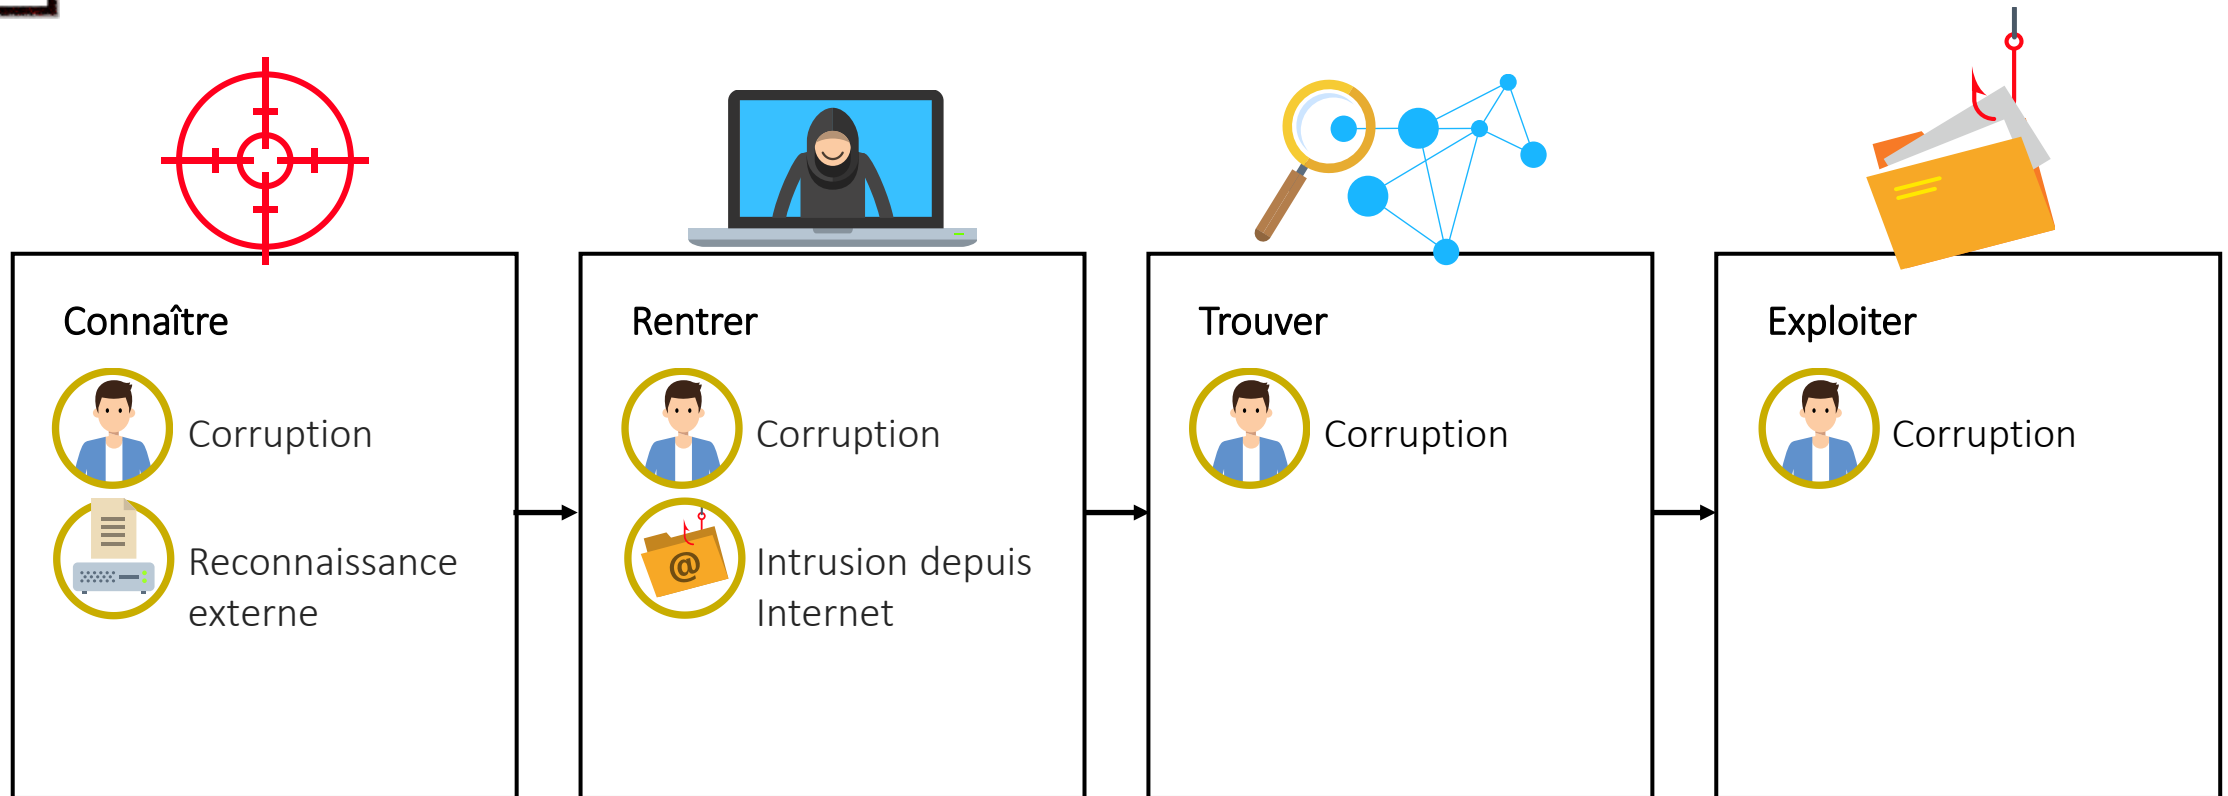 Connaître
Corruption
Reconnaissance
externe
Rentrer
Corruption
@
Intrusion depuis
Internet
Trouver
Corruption
Exploiter
Corruption